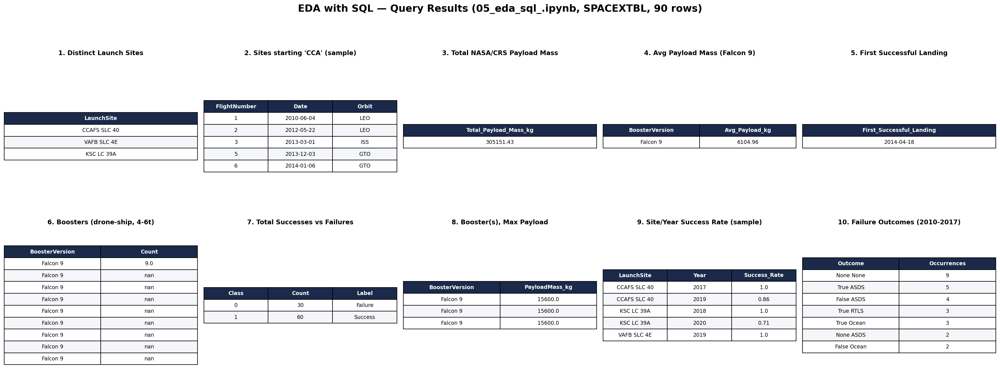 EDA with SQL — Query Results (05_eda_sql_.ipynb, SPACEXTBL, 90 rows)
1. Distinct Launch Sites
LaunchSite
CCAFS SLC 40
VAFB SLC 4E
KSC LC 39A
2. Sites starting 'CCA' (sample)
FlightNumber Date Orbit
1 2010-06-04 LEO
2 2012-05-22 LEO
3 2013-03-01 ISS
5 2013-12-03 GTO
6 2014-01-06 GTO
3. Total NASA/CRS Payload Mass
Total_Payload_Mass_kg
305151.43
4. Avg Payload Mass (Falcon 9)
BoosterVersion Avg_Payload_kg
Falcon 9 6104.96
5. First Successful Landing
First_Successful_Landing
2014-04-18
6. Boosters (drone-ship, 4-6t)
BoosterVersion Count
Falcon 9 9.0
Falcon 9 nan
Falcon 9 nan
Falcon 9 nan
Falcon 9 nan
Falcon 9 nan
Falcon 9 nan
Falcon 9 nan
Falcon 9 nan
7. Total Successes vs Failures
Class Count Label
0 30 Failure
1 60 Success
8. Booster(s), Max Payload
BoosterVersion PayloadMass_kg
Falcon 9 15600.0
Falcon 9 15600.0
Falcon 9 15600.0
9. Site/Year Success Rate (sample)
LaunchSite Year Success_Rate
CCAFS SLC 40 2017 1.0
CCAFS SLC 40 2019 0.86
KSC LC 39A 2018 1.0
KSC LC 39A 2020 0.71
VAFB SLC 4E 2019 1.0
10. Failure Outcomes (2010-2017)
Outcome Occurrences
None None 9
True ASDS 5
False ASDS 4
True RTLS 3
True Ocean 3
None ASDS 2
False Ocean 2